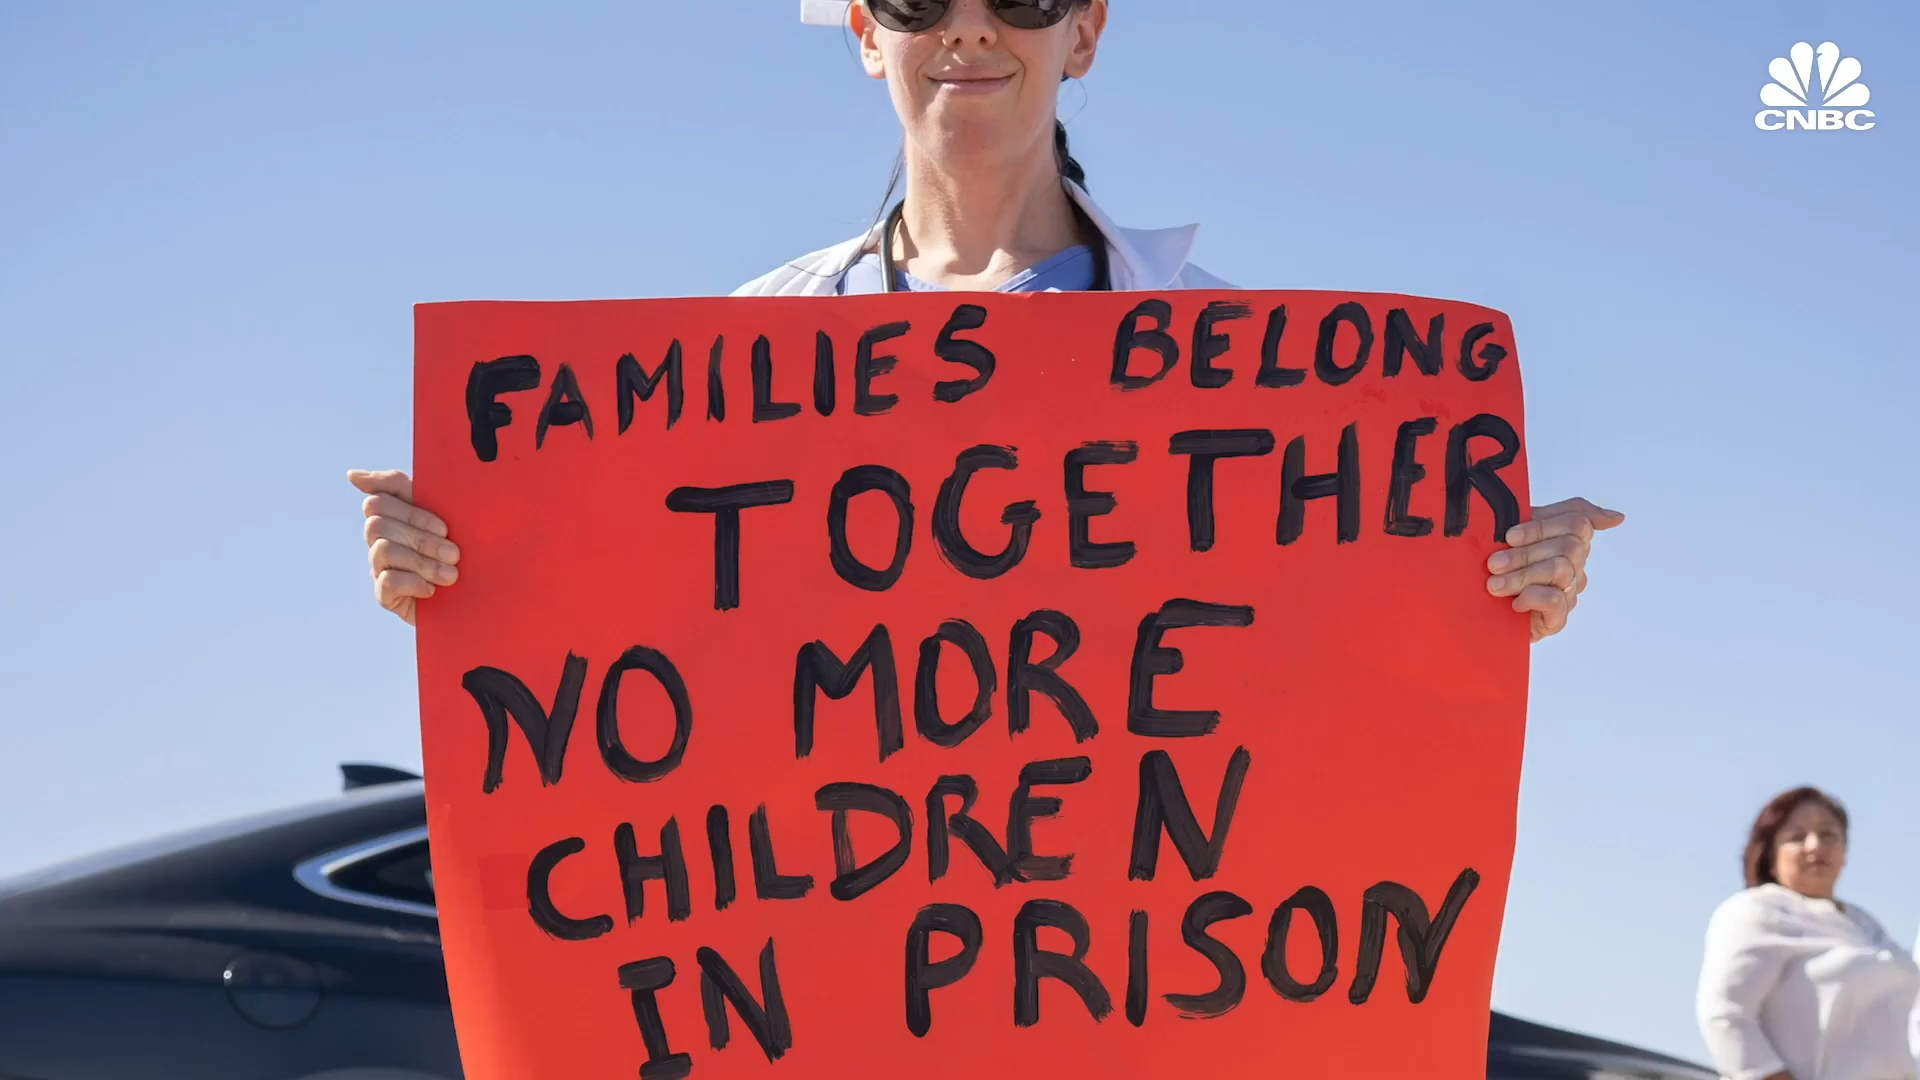 CNBC
FAMILIES BELONG
TOGETHER
NO MORE
CHILDREN
IN PRISON